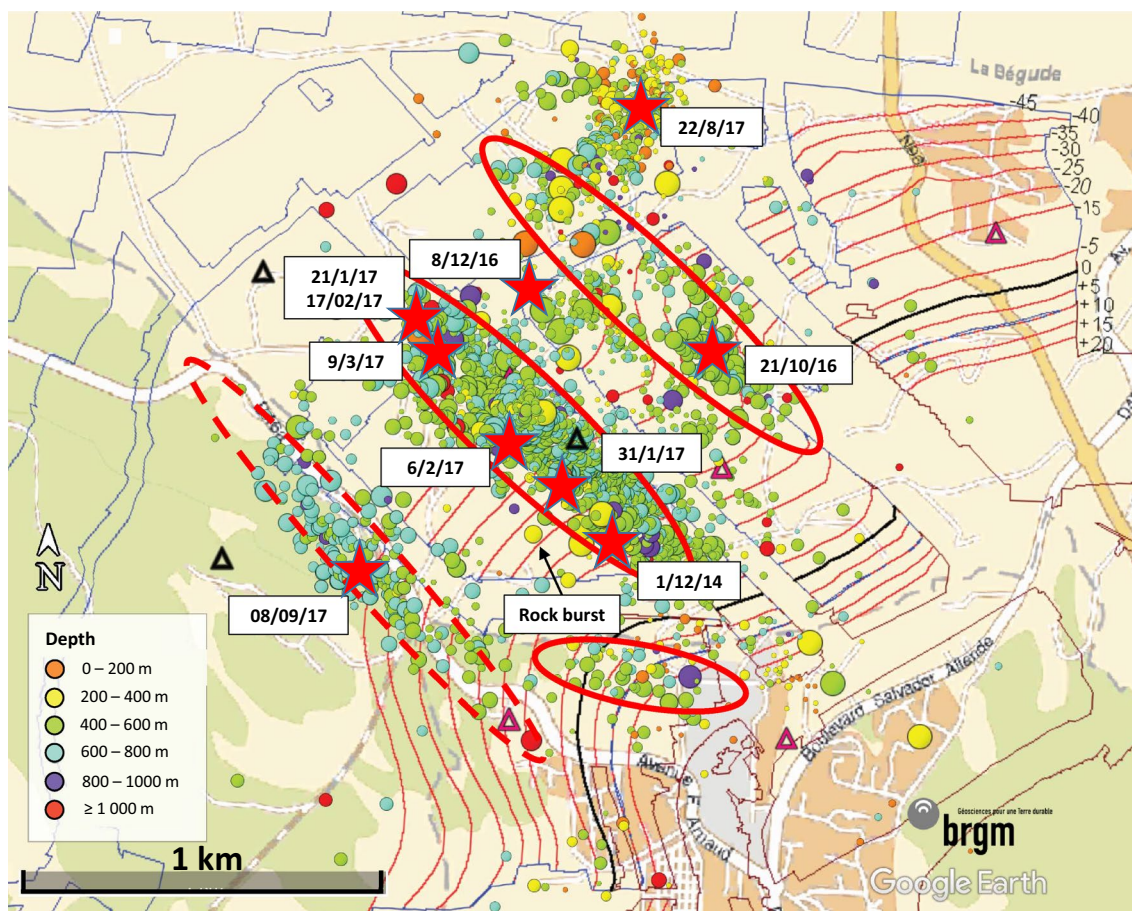 La Bégude
-45
-40
-35
-30
-25
-20
-15
-5
0
+5
+10
+15
+20
22/8/17
8/12/16
21/1/17
17/02/17
9/3/17
21/10/16
6/2/17
31/1/17
1/12/14
08/09/17
Rock burst
N
Depth
0 – 200 m
200 – 400 m
400 – 600 m
600 – 800 m
800 – 1000 m
≥ 1 000 m
1 km
Boulevard Salvador Allende
Avenue F. Arnaud
Av.
Géosciences pour une Terre durable
brgm
Google Earth